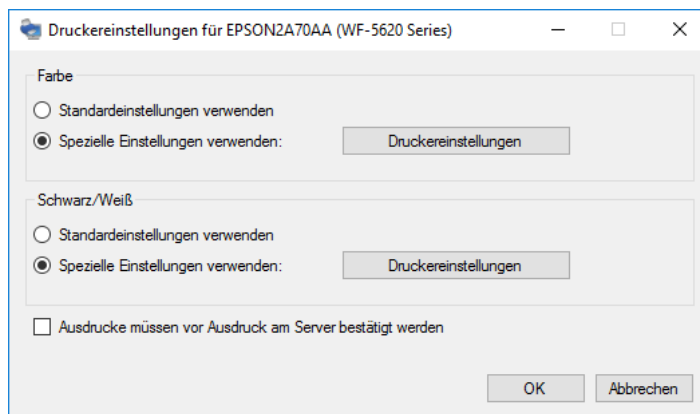 Druckereinstellungen für EPSON2A70AA (WF-5620 Series)
Farbe
Standardeinstellungen verwenden
Spezielle Einstellungen verwenden: Druckereinstellungen
Schwarz/Weiß
Standardeinstellungen verwenden
Spezielle Einstellungen verwenden: Druckereinstellungen
Ausdrucke müssen vor Ausdruck am Server bestätigt werden
OK Abbrechen